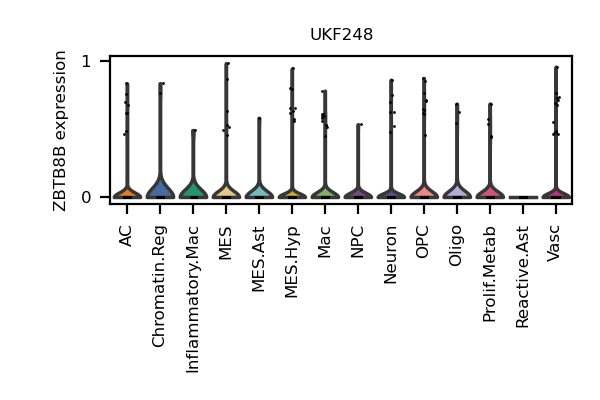 UKF248
ZBTB8B expression
1
0
AC
Chromatin.Reg
Inflammatory.Mac
MES
MES.Ast
MES.Hyp
Mac
NPC
Neuron
OPC
Oligo
Prolif.Metab
Reactive.Ast
Vasc